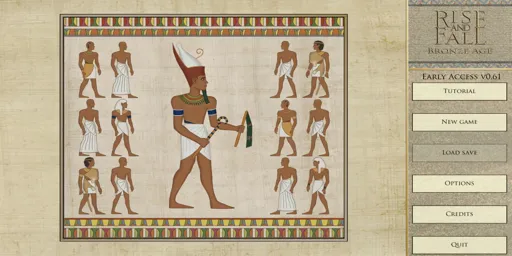 RISE
AND
FALL
BRONZE AGE
EARLY ACCESS V0.61
TUTORIAL
NEW GAME
LOAD SAVE
OPTIONS
CREDITS
QUIT